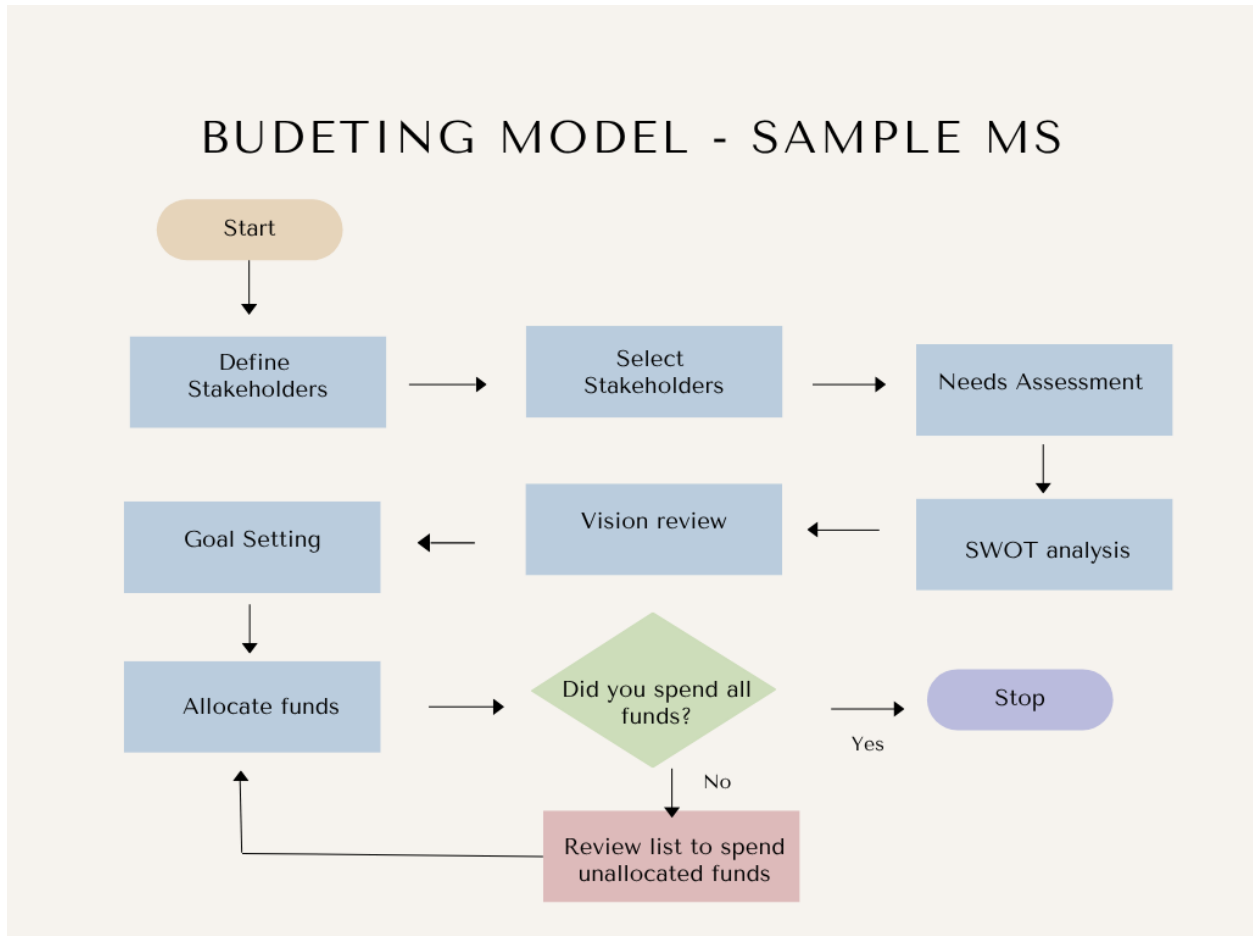 BUDETING MODEL - SAMPLE MS
Start
Define
Stakeholders
Select
Stakeholders
Needs Assessment
SWOT analysis
Vision review
Goal Setting
Allocate funds
Did you spend all
funds?
Yes
Stop
No
Review list to spend
unallocated funds